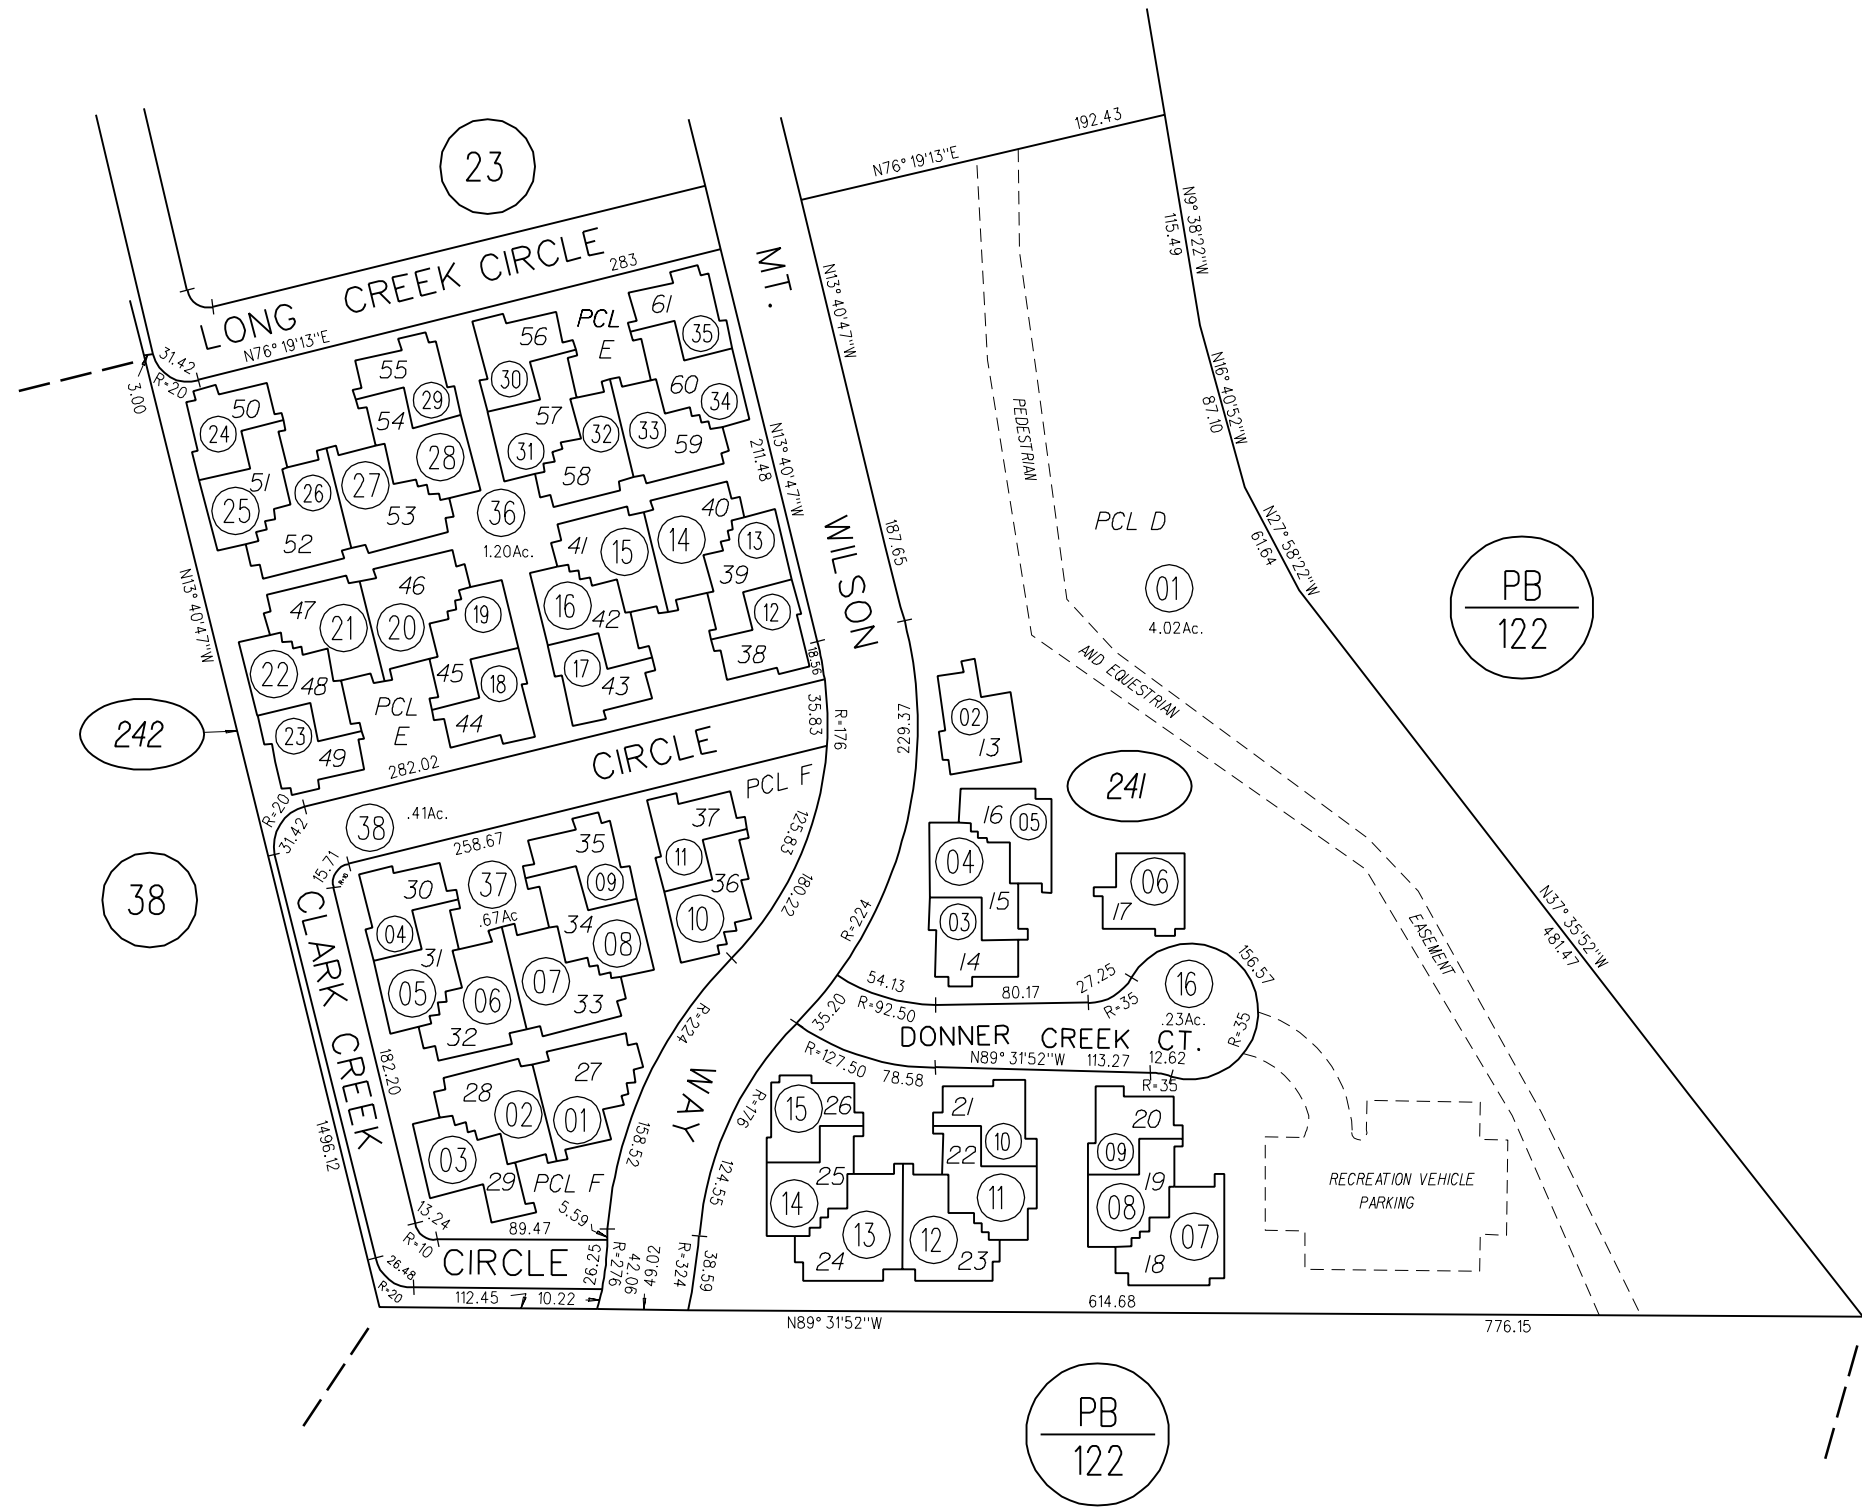 23
192.43
N76° 19'13"E
N9° 38'22"W
115.49
LONG CREEK CIRCLE
283
N76° 19'13"E
31.42
R=20
3.00
MT.
WILSON
WAY
N13° 40'47"W
187.65
N13° 40'47"W
211.48
18.56
N16° 40'52"W
87.10
N27° 58'22"W
61.64
N37° 35'52"W
481.47
PEDESTRIAN
AND EQUESTRIAN
EASEMENT
PCL D
01
4.02Ac.
PB
122
PCL
E
61
35
60
34
56
30
57
31
58
32
33
59
55
29
54
28
50
24
51
25
26
52
27
53
36
1.20Ac.
40
13
41
15
14
39
12
38
16
42
17
43
46
19
47
21
20
45
18
44
22
48
23
49
PCL
E
N13° 40'47"W
242
282.02
CIRCLE
35.83
R=176
229.37
R=20
31.42
38
.41Ac.
38
258.67
15.71
PCL F
125.83
180.22
R=224
02
13
241
16
05
04
15
03
14
06
17
CLARK CREEK
30
04
31
05
06
32
37
.67Ac
35
09
34
08
07
33
37
11
36
10
28
02
27
01
03
29
PCL F
182.20
1496.12
R=224
158.52
R=176
124.55
54.13
R=92.50
80.17
27.25
R=35
156.57
16
.23Ac.
R=35
35.20
DONNER CREEK CT.
N89° 31'52"W
113.27
12.62
R=35
R=127.50
78.58
15
26
25
14
13
24
21
10
22
11
12
23
20
09
19
08
07
18
RECREATION VEHICLE
PARKING
13.24
R=10
89.47
5.59
CIRCLE
26.48
R=20
112.45
10.22
26.25
R=276
42.06
49.02
R=324
38.59
614.68
N89° 31'52"W
776.15
PB
122